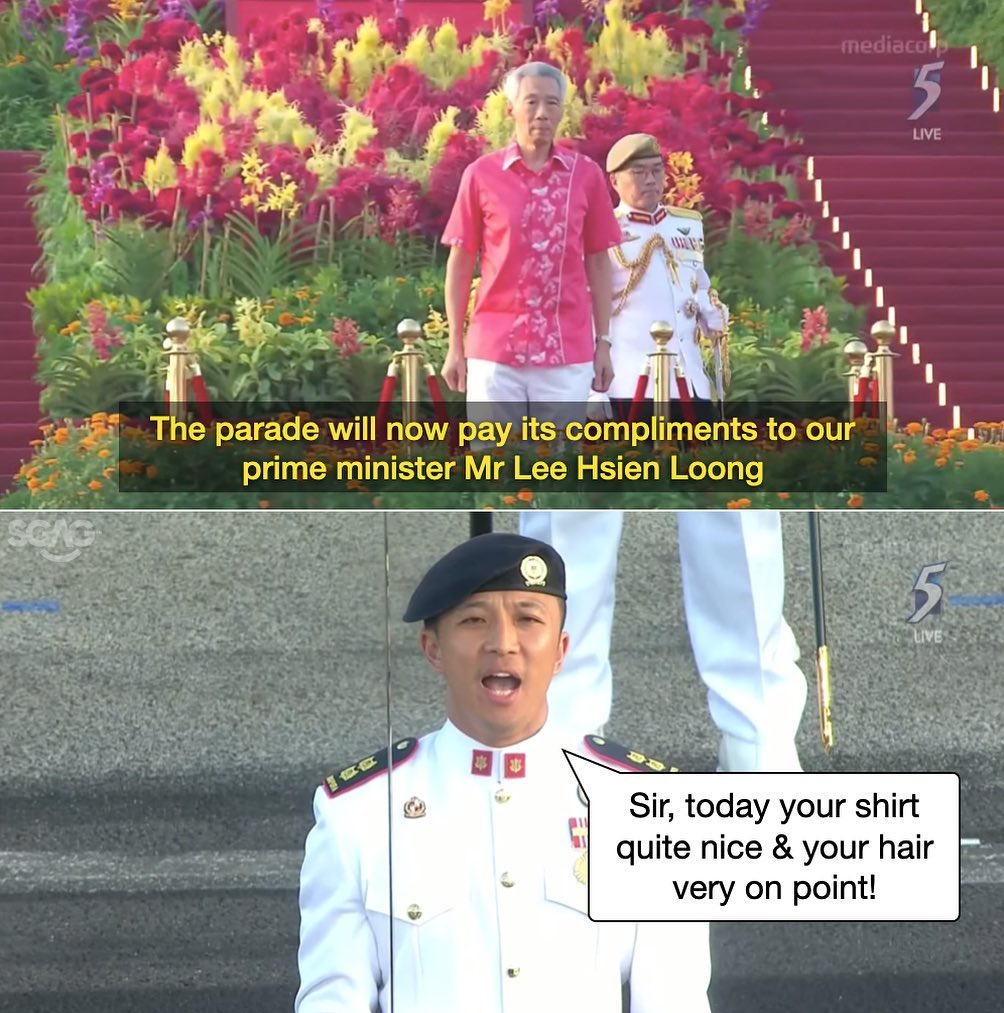 mediacorp
5
LIVE
The parade will now pay its compliments to our
prime minister Mr Lee Hsien Loong
SGAG
mediacorp
5
LIVE
Sir, today your shirt
quite nice & your hair
very on point!